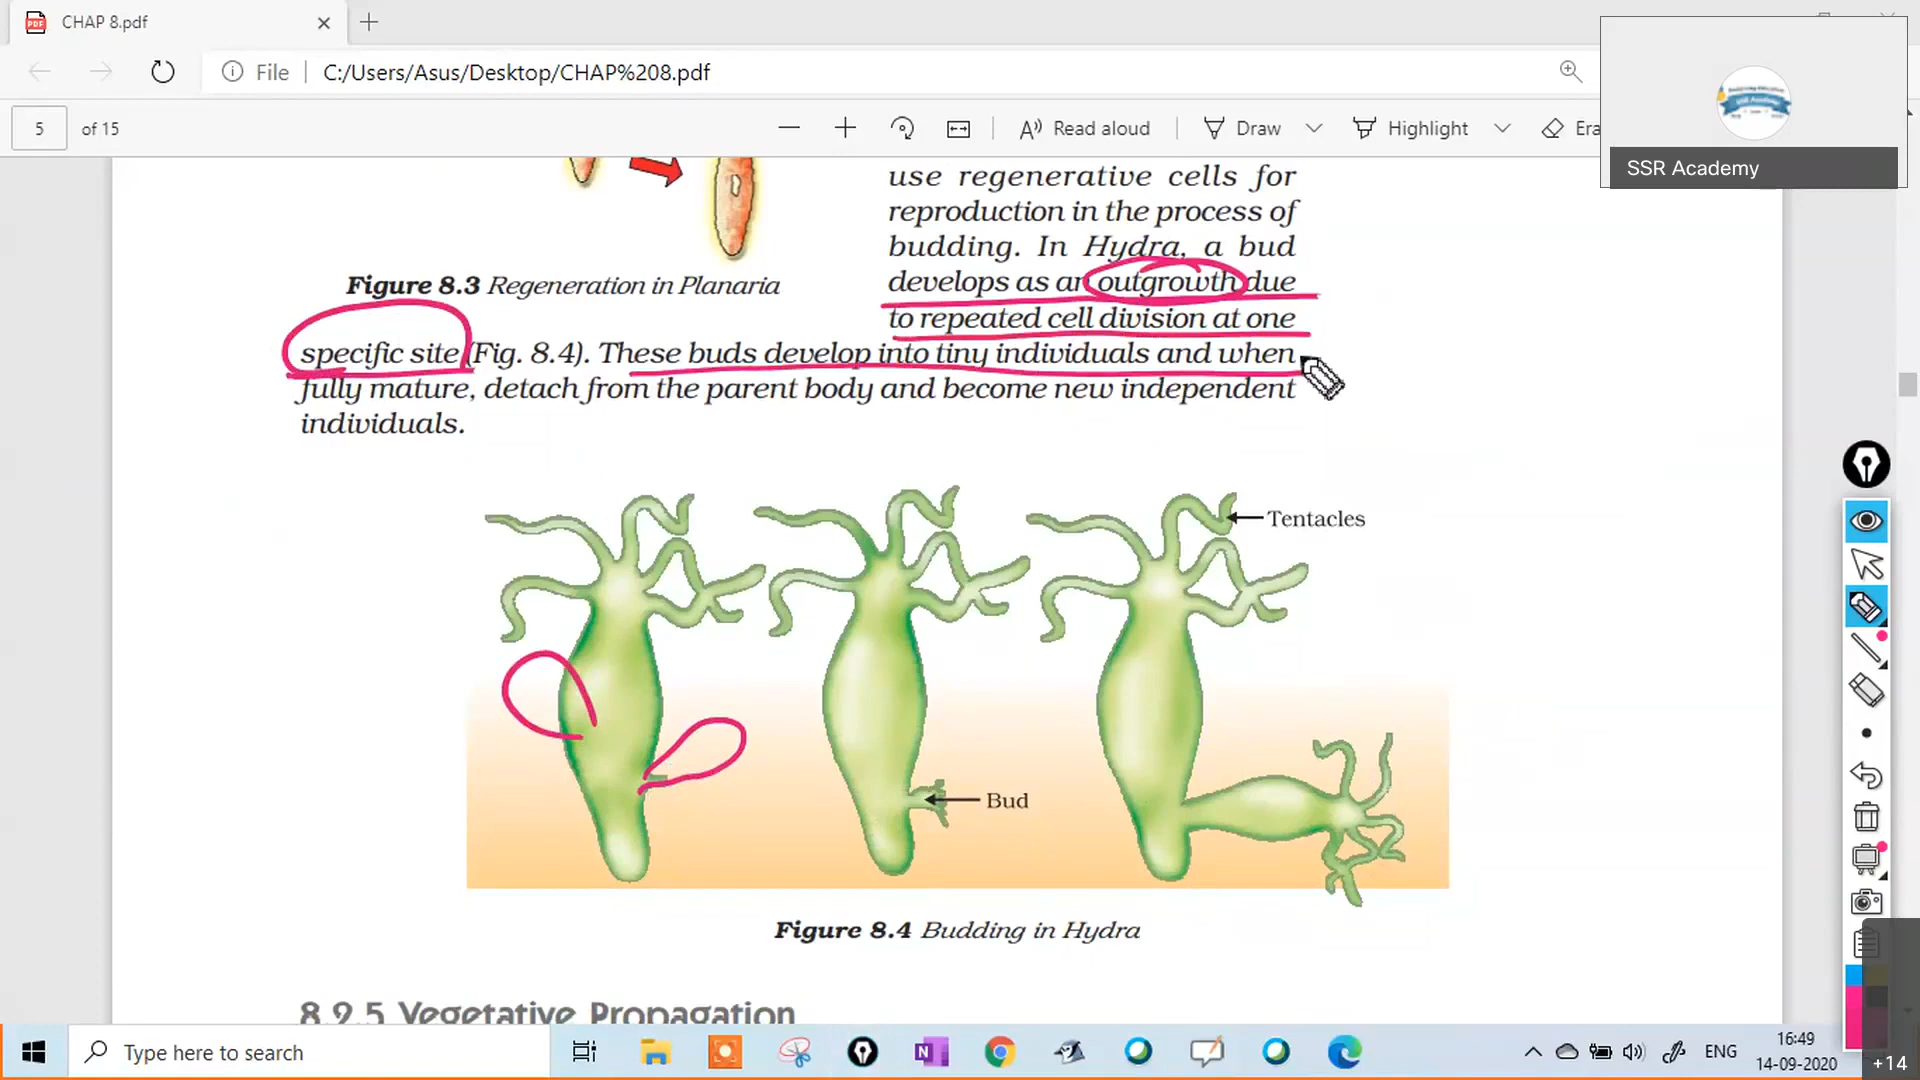 CHAP 8.pdf
File
C:/Users/Asus/Desktop/CHAP%208.pdf
5 of 15
Read aloud
Draw
Highlight
Era
SSR Academy
use regenerative cells for
reproduction in the process of
budding. In Hydra, a bud
develops as an outgrowth due
to repeated cell division at one
Figure 8.3 Regeneration in Planaria
specific site (Fig. 8.4). These buds develop into tiny individuals and when
fully mature, detach from the parent body and become new independent
individuals.
Tentacles
Bud
Figure 8.4 Budding in Hydra
8.2.5 Vegetative Propagation
Type here to search
ENG
16:49
14-09-2020
+14